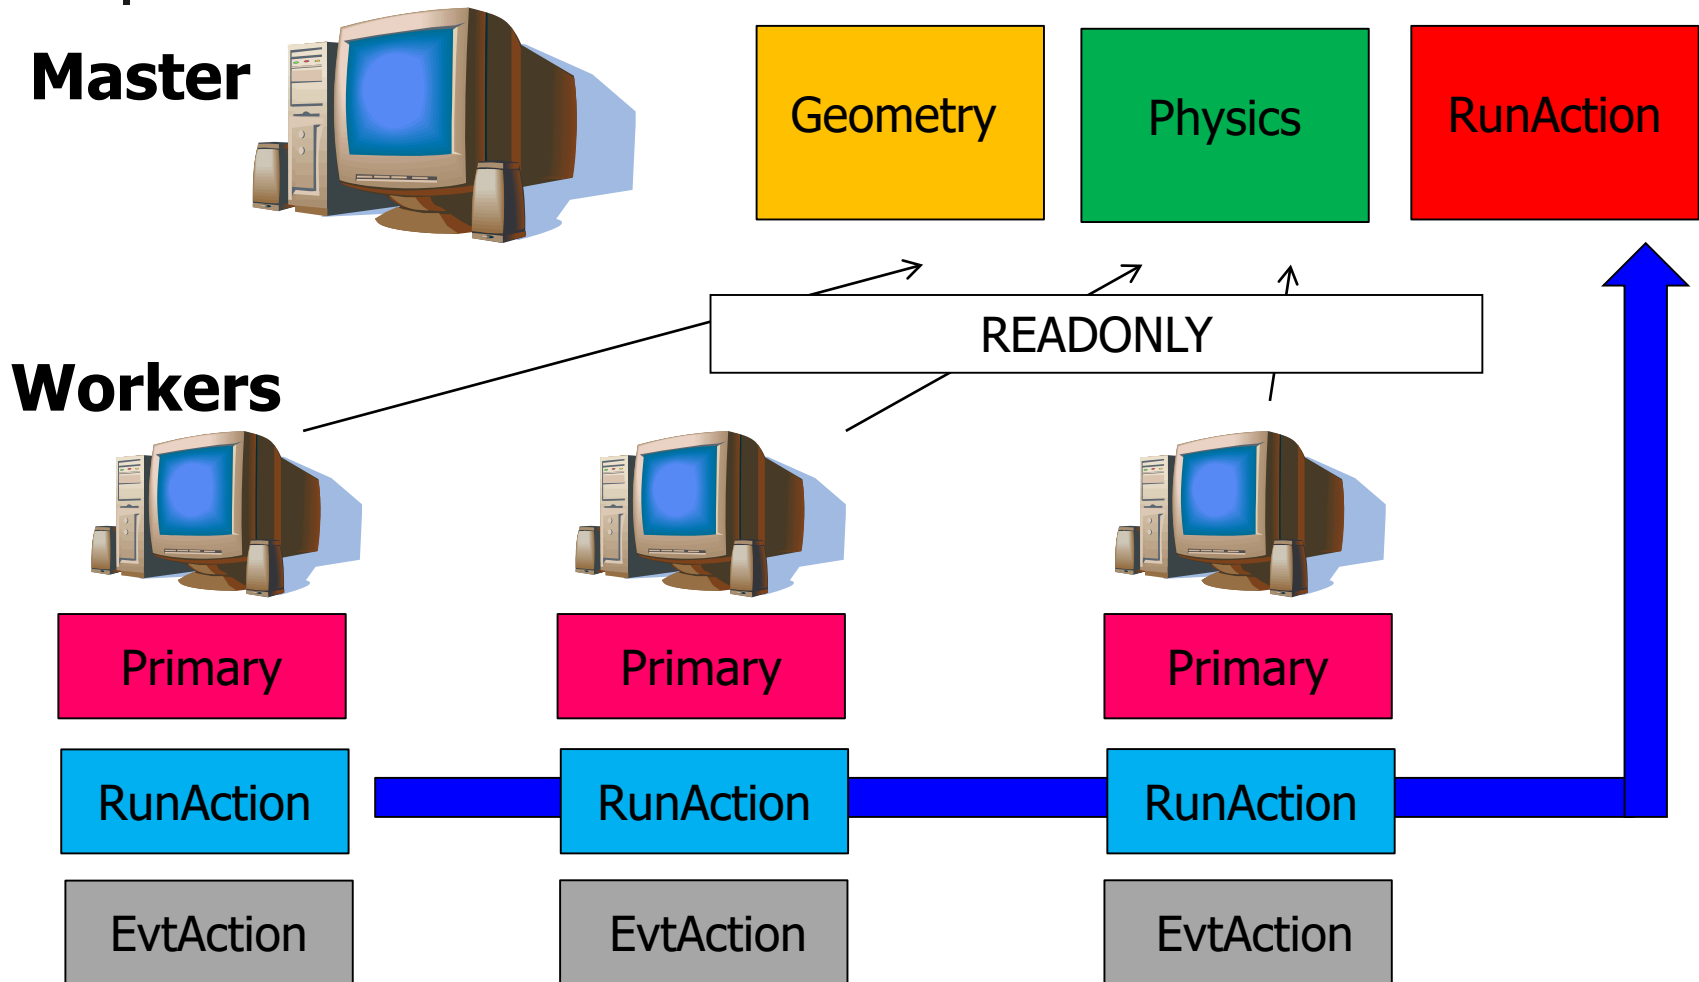 Master
Geometry
Physics
RunAction
READONLY
Workers
Primary
Primary
Primary
RunAction
RunAction
RunAction
EvtAction
EvtAction
EvtAction